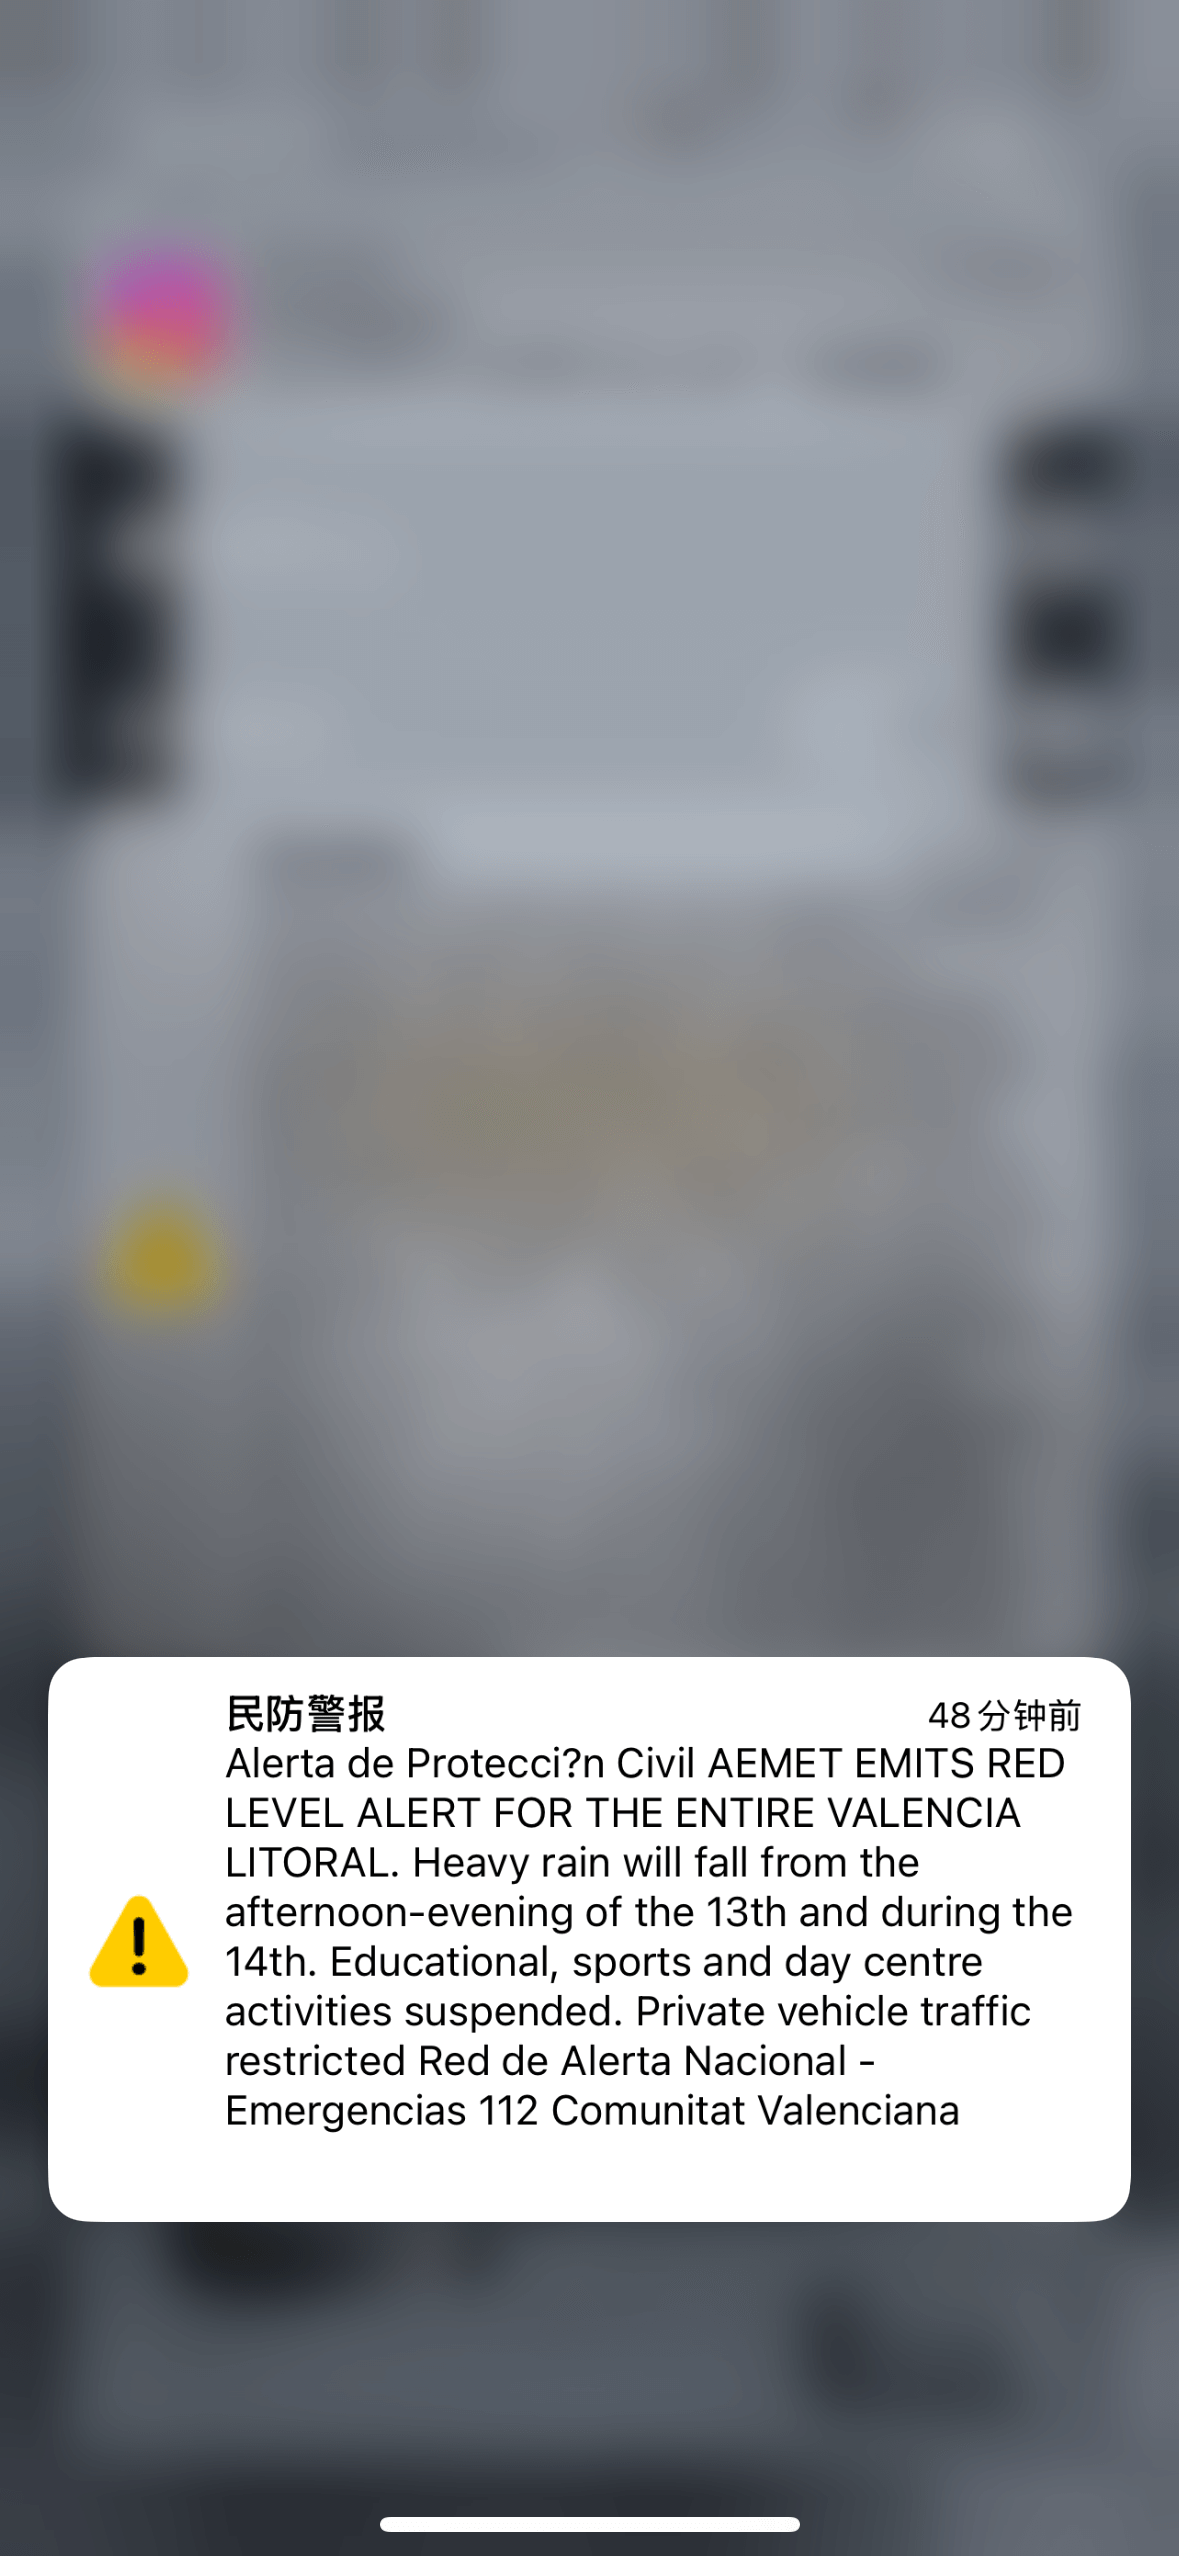 民防警报
48分钟前
Alerta de Protecci?n Civil AEMET EMITS RED
LEVEL ALERT FOR THE ENTIRE VALENCIA
LITORAL. Heavy rain will fall from the
afternoon-evening of the 13th and during the
14th. Educational, sports and day centre
activities suspended. Private vehicle traffic
restricted Red de Alerta Nacional -
Emergencias 112 Comunitat Valenciana